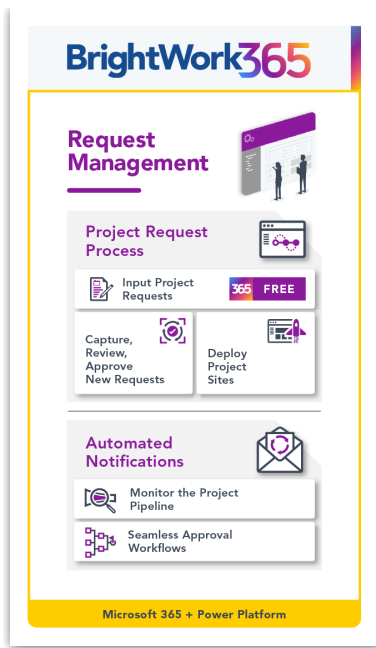 BrightWork365
Request
Management
Project Request
Process
Input Project
Requests
365 FREE
Capture,
Review,
Approve
New Requests
Deploy
Project
Sites
Automated
Notifications
Monitor the Project
Pipeline
Seamless Approval
Workflows
Microsoft 365 + Power Platform